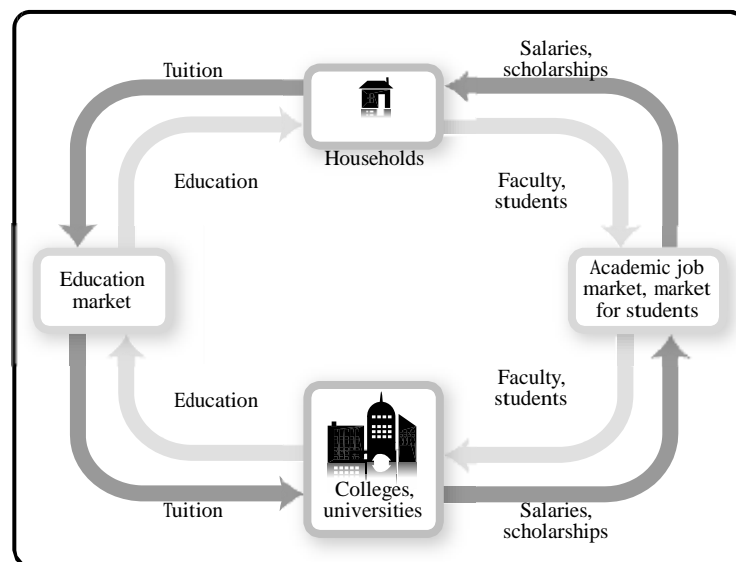 Salaries,
scholarships
Tuition
Households
Education
Faculty,
students
Education
market
Academic job
market, market
for students
Education
Faculty,
students
Colleges,
universities
Tuition
Salaries,
scholarships